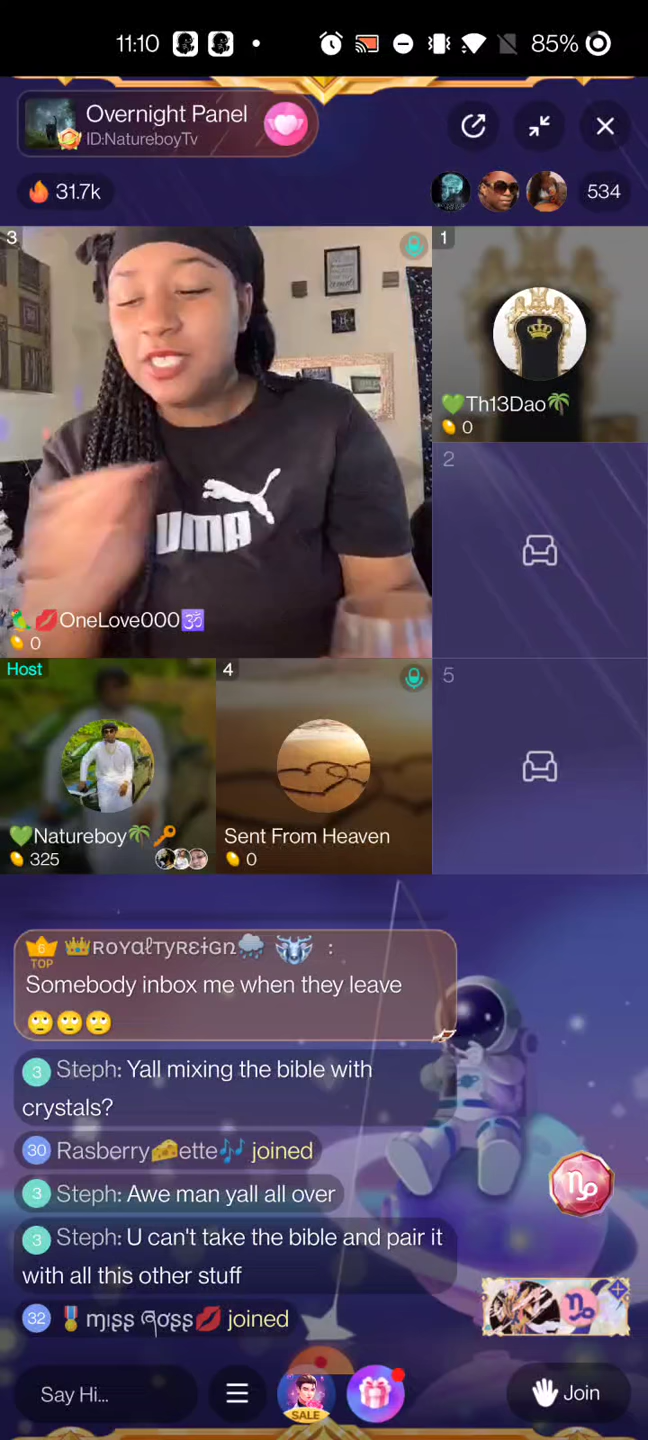 11:10
85%
Overnight Panel
ID:NatureboyTv
31.7k
534
3
1
💚Th13Dao🌴
0
2
UMA
🦜💋OneLove000🕉
0
Host
4
5
💚Natureboy🌴🔑
325
Sent From Heaven
0
6
TOP
👑ʀoʏαℓтʏʀεɨɢռ🌧 :
Somebody inbox me when they leave
🙄🙄🙄
3 Steph: Yall mixing the bible with
crystals?
30 Rasberry🧀ette🎶 joined
3 Steph: Awe man yall all over
3 Steph: U can't take the bible and pair it
with all this other stuff
32 joined
Say Hi...
SALE
Join